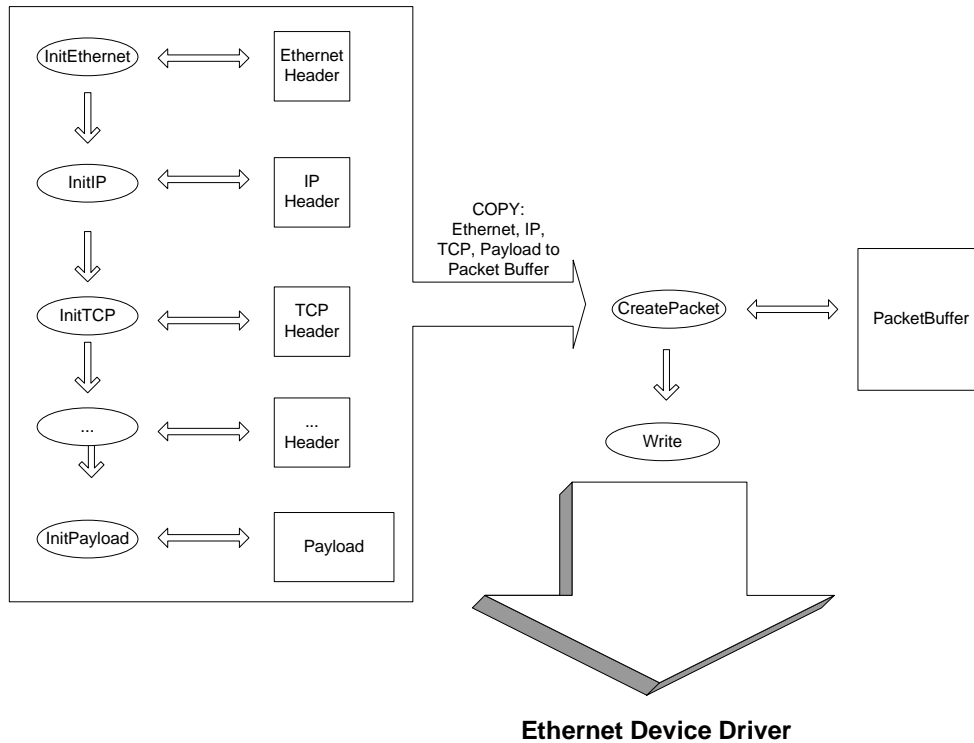 InitEthernet
Ethernet
Header
InitIP
IP
Header
InitTCP
TCP
Header
...
...
Header
InitPayload
Payload
COPY:
Ethernet, IP,
TCP, Payload to
Packet Buffer
CreatePacket
PacketBuffer
Write
Ethernet Device Driver